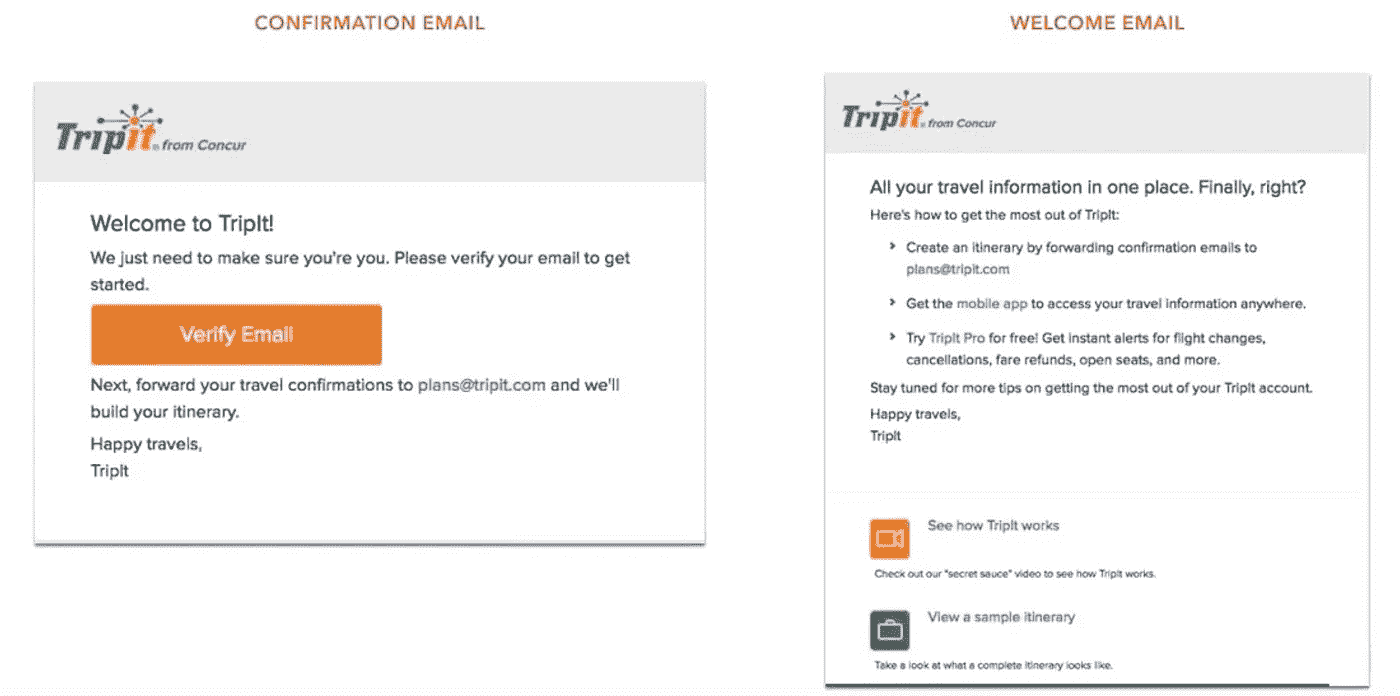 CONFIRMATION EMAIL
TripIt® from Concur
Welcome to TripIt!
We just need to make sure you're you. Please verify your email to get
started.
Verify Email
Next, forward your travel confirmations to plans@tripit.com and we'll
build your itinerary.
Happy travels,
TripIt
WELCOME EMAIL
TripIt® from Concur
All your travel information in one place. Finally, right?
Here's how to get the most out of TripIt:
Create an itinerary by forwarding confirmation emails to
plans@tripit.com
Get the mobile app to access your travel information anywhere.
Try TripIt Pro for free! Get instant alerts for flight changes,
cancellations, fare refunds, open seats, and more.
Stay tuned for more tips on getting the most out of your TripIt account.
Happy travels,
TripIt
See how TripIt works
Check out our "secret sauce" video to see how TripIt works.
View a sample itinerary
Take a look at what a complete itinerary looks like.